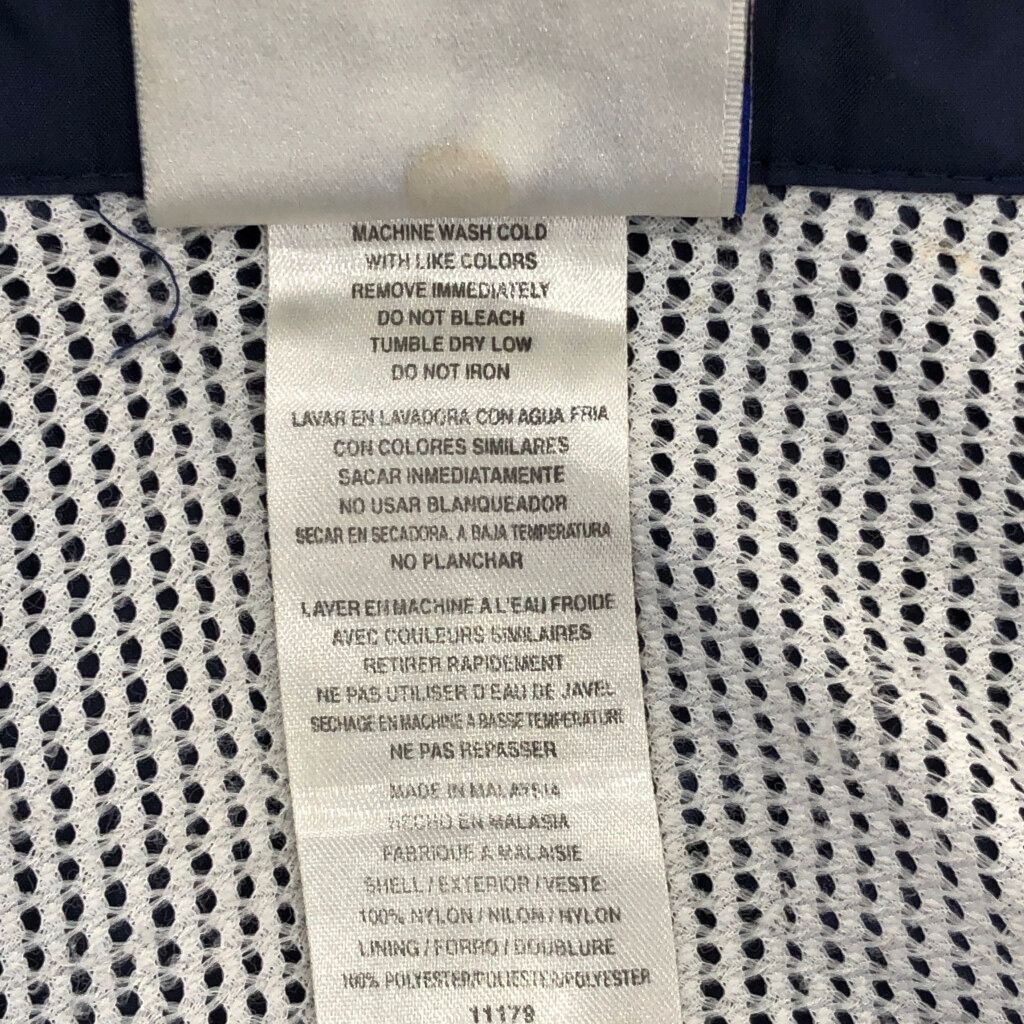 MACHINE WASH COLD
WITH LIKE COLORS
REMOVE IMMEDIATELY
DO NOT BLEACH
TUMBLE DRY LOW
DO NOT IRON
LAVAR EN LAVADORA CON AGUA FRIA
CON COLORES SIMILARES
SACAR INMEDIATAMENTE
NO USAR BLANQUEADOR
SECAR EN SECADORA. A BAJA TEMPERATURA
NO PLANCHAR
LAVER EN MACHINE A L'EAU FROIDE
AVEC COULEURS SIMILAIRES
RETIRER RAPIDEMENT
NE PAS UTILISER D'EAU DE JAVEL
SECHAGE EN MACHINE A BASSE TEMPERATURE
NE PAS REPASSER
MADE IN MALAYSIA
HECHO EN MALASIA
FABRIQUE A MALAISIE
SHELL / EXTERIOR / VESTE:
100% NYLON / NILON / NYLON
LINING / FORRO / DOUBLURE
100% POLYESTER/POLIESTER/POLYESTER
11179